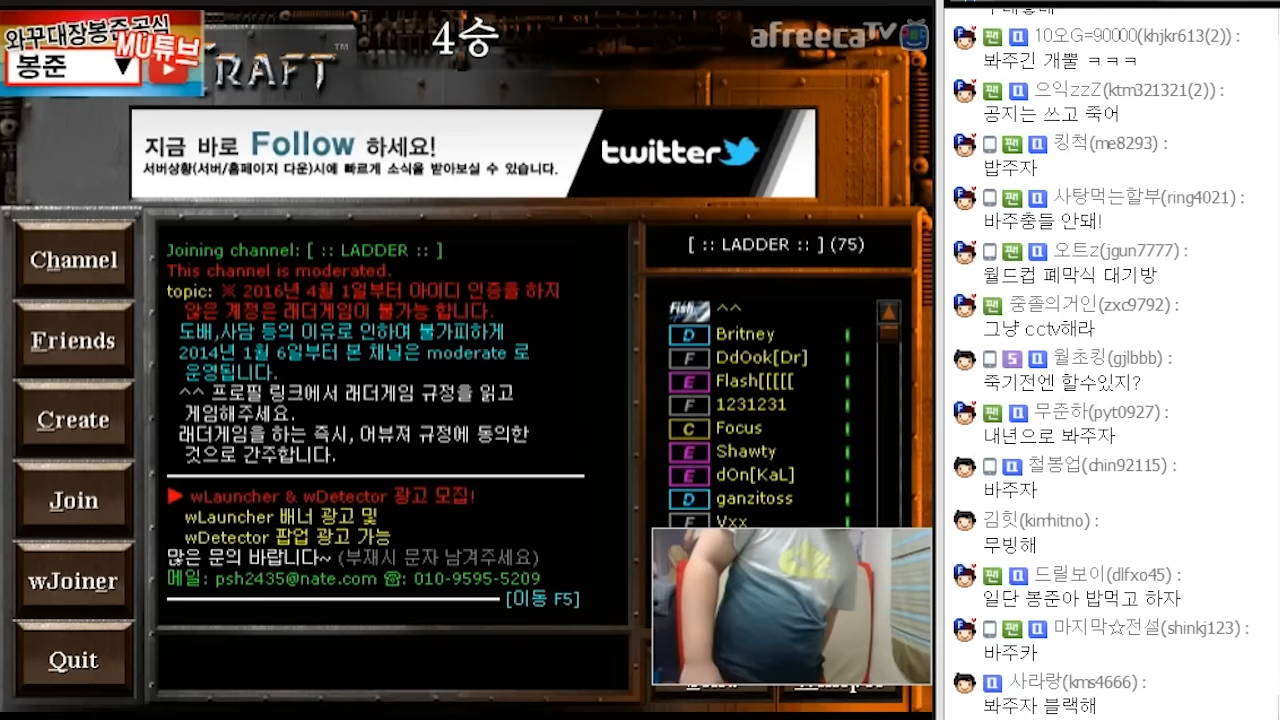 와꾸대장봉준공식
MU튜브
봉준
RAFT™
4승
afreecaTV
지금 바로 Follow 하세요!
서버상황(서버/홈페이지 다운)시에 빠르게 소식을 받아보실 수 있습니다.
twitter
Channel
Friends
Create
Join
wJoiner
Quit
Joining channel: [ :: LADDER :: ]
This channel is moderated.
topic: ※ 2016년 4월 1일부터 아이디 인증을 하지
않은 계정은 래더게임이 불가능 합니다.
도배,사담 등의 이유로 인하여 불가피하게
2014년 1월 6일부터 본 채널은 moderate 로
운영됩니다.
^^ 프로필 링크에서 래더게임 규정을 읽고
게임해주세요.
래더게임을 하는 즉시, 어뷰져 규정에 동의한
것으로 간주합니다.
▶ wLauncher & wDetector 광고 모집!
wLauncher 배너 광고 및
wDetector 팝업 광고 가능
많은 문의 바랍니다~ (부재시 문자 남겨주세요)
메일: psh2435@nate.com ☎: 010-9595-5209
[이동 F5]
[ :: LADDER :: ] (75)
Fish ^^
D Britney
F DdOok[Dr]
E Flash[[[[[
F 1231231
C Focus
E Shawty
E dOn[KaL]
D ganzitoss
F Vxx
10오G=90000(khjkr613(2)) :
봐주긴 개뿔 ㅋㅋㅋ
으익zzZ(ktm321321(2)) :
공지는 쓰고 죽어
킹척(me8293) :
밥주자
사탕먹는할부(ring4021) :
바주충들 안돼!
오트z(jgun7777) :
월드컵 폐막식 대기방
중졸의거인(zxc9792) :
그냥 cctv해라
월초킹(gjlbbb) :
죽기전엔 할수있지?
무준하(pyt0927) :
내년으로 봐주자
철봉업(chin92115) :
바주자
김힛(kirrhitno) :
무빙해
드릴보이(dlfxo45) :
일단 봉준아 밥먹고 하자
마지막☆전설(shinkj123) :
바주카
사라랑(kms4666) :
봐주자 블랙해